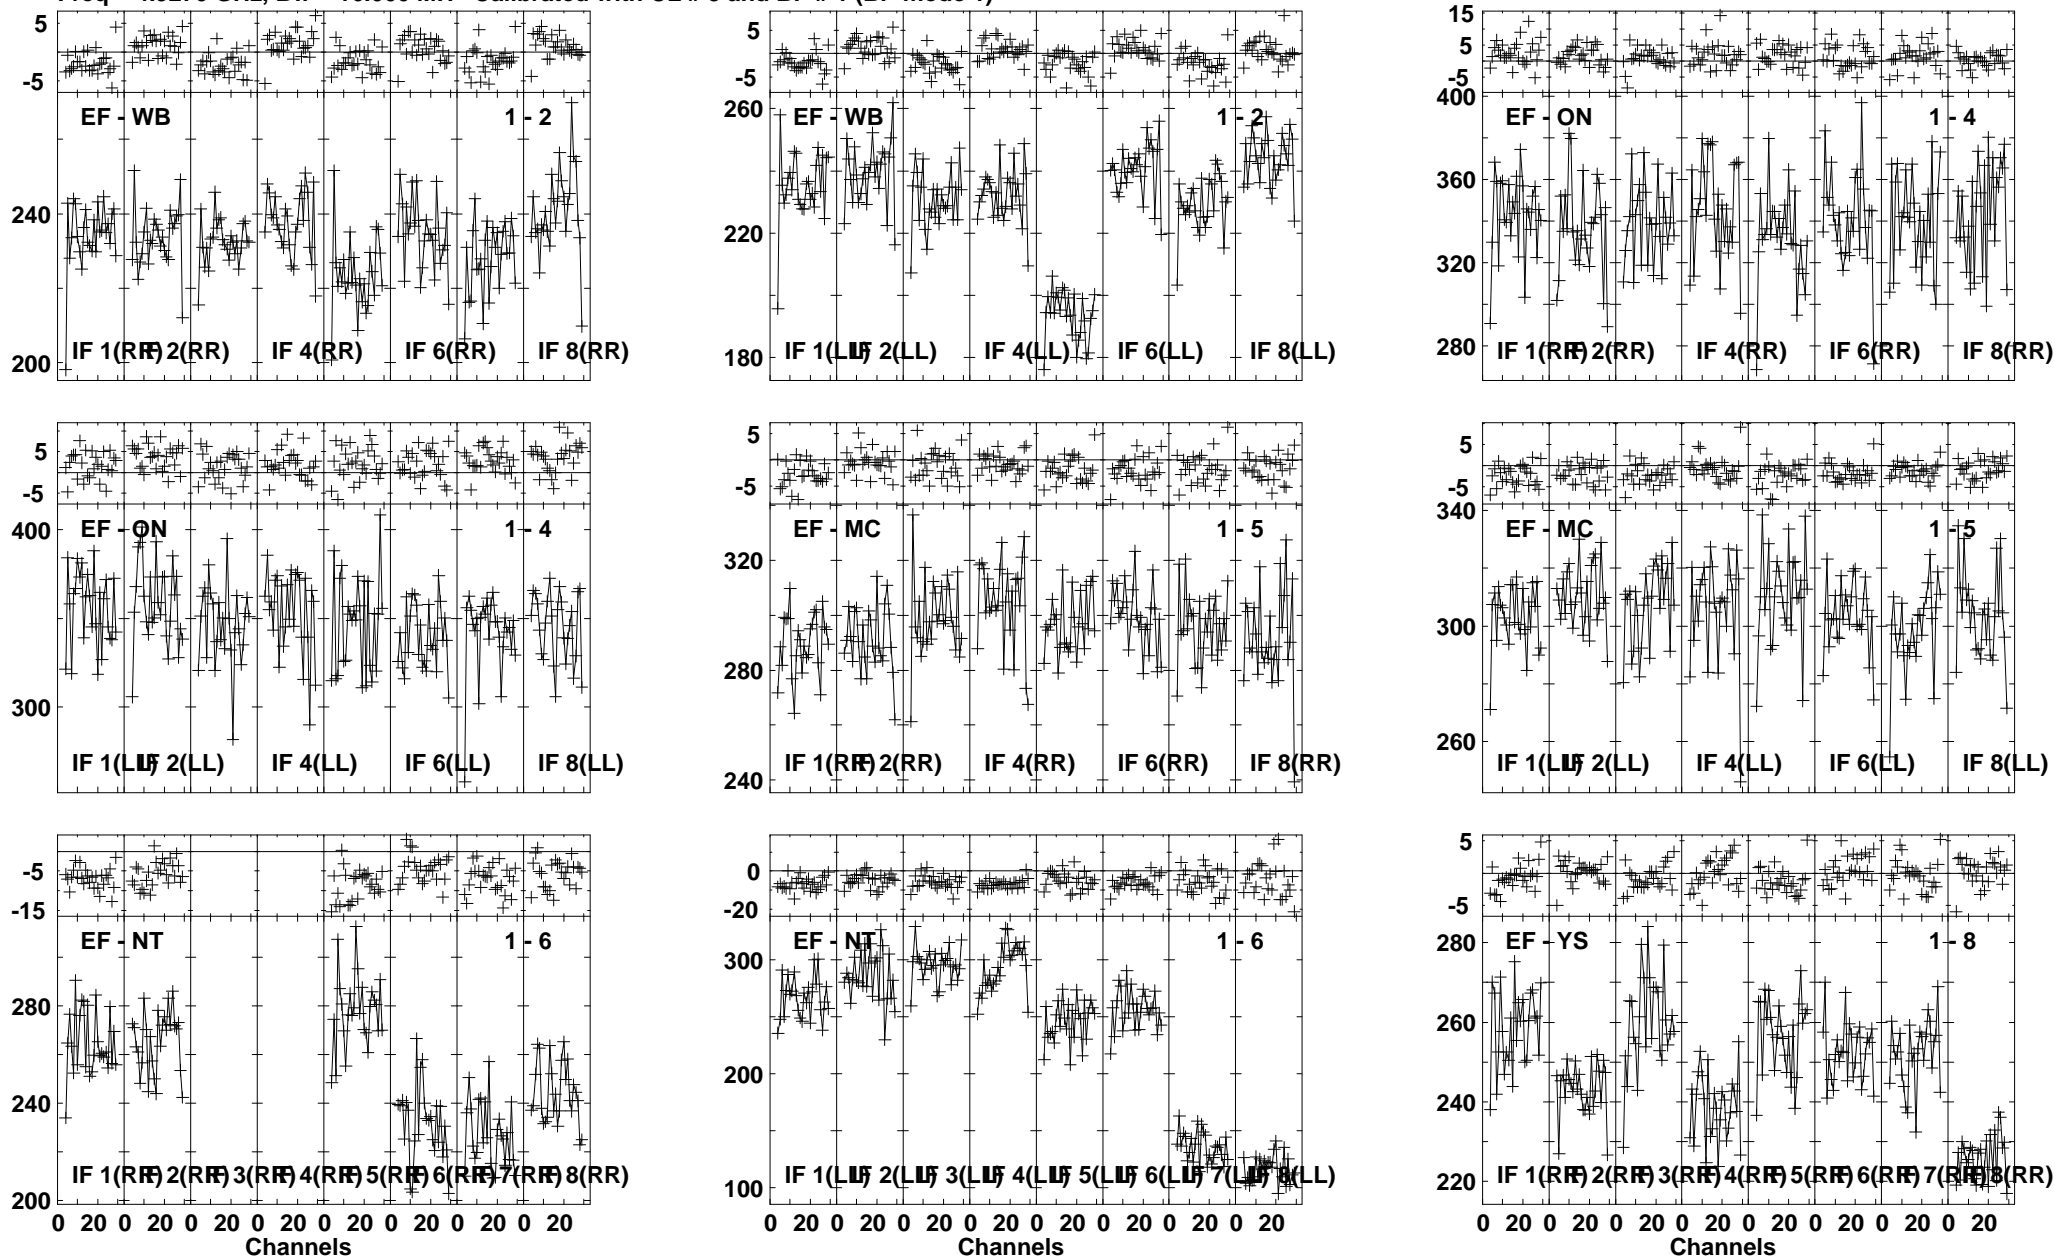 5 5 15
-5 -5 5
-5
EF - WB 1 - 2 EF - WB 1 - 2 EF - ON 1 - 4
240 260 400
200 220 360
180 320
280
IF 1(RR) IF 2(RR) IF 4(RR) IF 6(RR) IF 8(RR) IF 1(LL) IF 2(LL) IF 4(LL) IF 6(LL) IF 8(LL) IF 1(RR) IF 2(RR) IF 4(RR) IF 6(RR) IF 8(RR)
5 5 5
-5 -5 -5
EF - ON 1 - 4 EF - MC 1 - 5 EF - MC 1 - 5
400 320 340
300 280 300
240 260
IF 1(LL) IF 2(LL) IF 4(LL) IF 6(LL) IF 8(LL) IF 1(RR) IF 2(RR) IF 4(RR) IF 6(RR) IF 8(RR) IF 1(LL) IF 2(LL) IF 4(LL) IF 6(LL) IF 8(LL)
-5 0 5
-15 -20 -5
EF - NT 1 - 6 EF - NT 1 - 6 EF - YS 1 - 8
280 300 280
240 200 260
200 100 240
220
IF 1(RR) IF 2(RR) IF 3(RR) IF 4(RR) IF 5(RR) IF 6(RR) IF 7(RR) IF 8(RR) IF 1(LL) IF 2(LL) IF 3(LL) IF 4(LL) IF 5(LL) IF 6(LL) IF 7(LL) IF 8(LL) IF 1(RR) IF 2(RR) IF 3(RR) IF 4(RR) IF 5(RR) IF 6(RR) IF 7(RR) IF 8(RR)
0 20 0 20 0 20 0 20 0 20 0 20 0 20 0 20 0 20 0 20 0 20 0 20 0 20 0 20 0 20 0 20 0 20 0 20 0 20 0 20 0 20 0 20 0 20 0 20
Channels Channels Channels